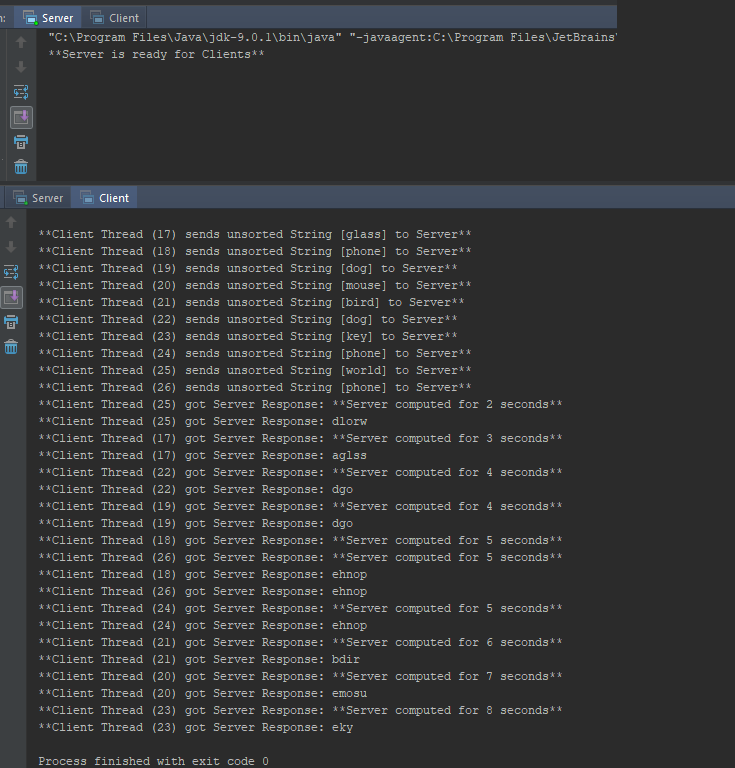 n: Server Client
"C:\Program Files\Java\jdk-9.0.1\bin\java" "-javaagent:C:\Program Files\JetBrains\
**Server is ready for Clients**
Server Client
**Client Thread (17) sends unsorted String [glass] to Server**
**Client Thread (18) sends unsorted String [phone] to Server**
**Client Thread (19) sends unsorted String [dog] to Server**
**Client Thread (20) sends unsorted String [mouse] to Server**
**Client Thread (21) sends unsorted String [bird] to Server**
**Client Thread (22) sends unsorted String [dog] to Server**
**Client Thread (23) sends unsorted String [key] to Server**
**Client Thread (24) sends unsorted String [phone] to Server**
**Client Thread (25) sends unsorted String [world] to Server**
**Client Thread (26) sends unsorted String [phone] to Server**
**Client Thread (25) got Server Response: **Server computed for 2 seconds**
**Client Thread (25) got Server Response: dlorw
**Client Thread (17) got Server Response: **Server computed for 3 seconds**
**Client Thread (17) got Server Response: aglss
**Client Thread (22) got Server Response: **Server computed for 4 seconds**
**Client Thread (22) got Server Response: dgo
**Client Thread (19) got Server Response: **Server computed for 4 seconds**
**Client Thread (19) got Server Response: dgo
**Client Thread (18) got Server Response: **Server computed for 5 seconds**
**Client Thread (26) got Server Response: **Server computed for 5 seconds**
**Client Thread (18) got Server Response: ehnop
**Client Thread (26) got Server Response: ehnop
**Client Thread (24) got Server Response: **Server computed for 5 seconds**
**Client Thread (24) got Server Response: ehnop
**Client Thread (21) got Server Response: **Server computed for 6 seconds**
**Client Thread (21) got Server Response: bdir
**Client Thread (20) got Server Response: **Server computed for 7 seconds**
**Client Thread (20) got Server Response: emosu
**Client Thread (23) got Server Response: **Server computed for 8 seconds**
**Client Thread (23) got Server Response: eky
Process finished with exit code 0